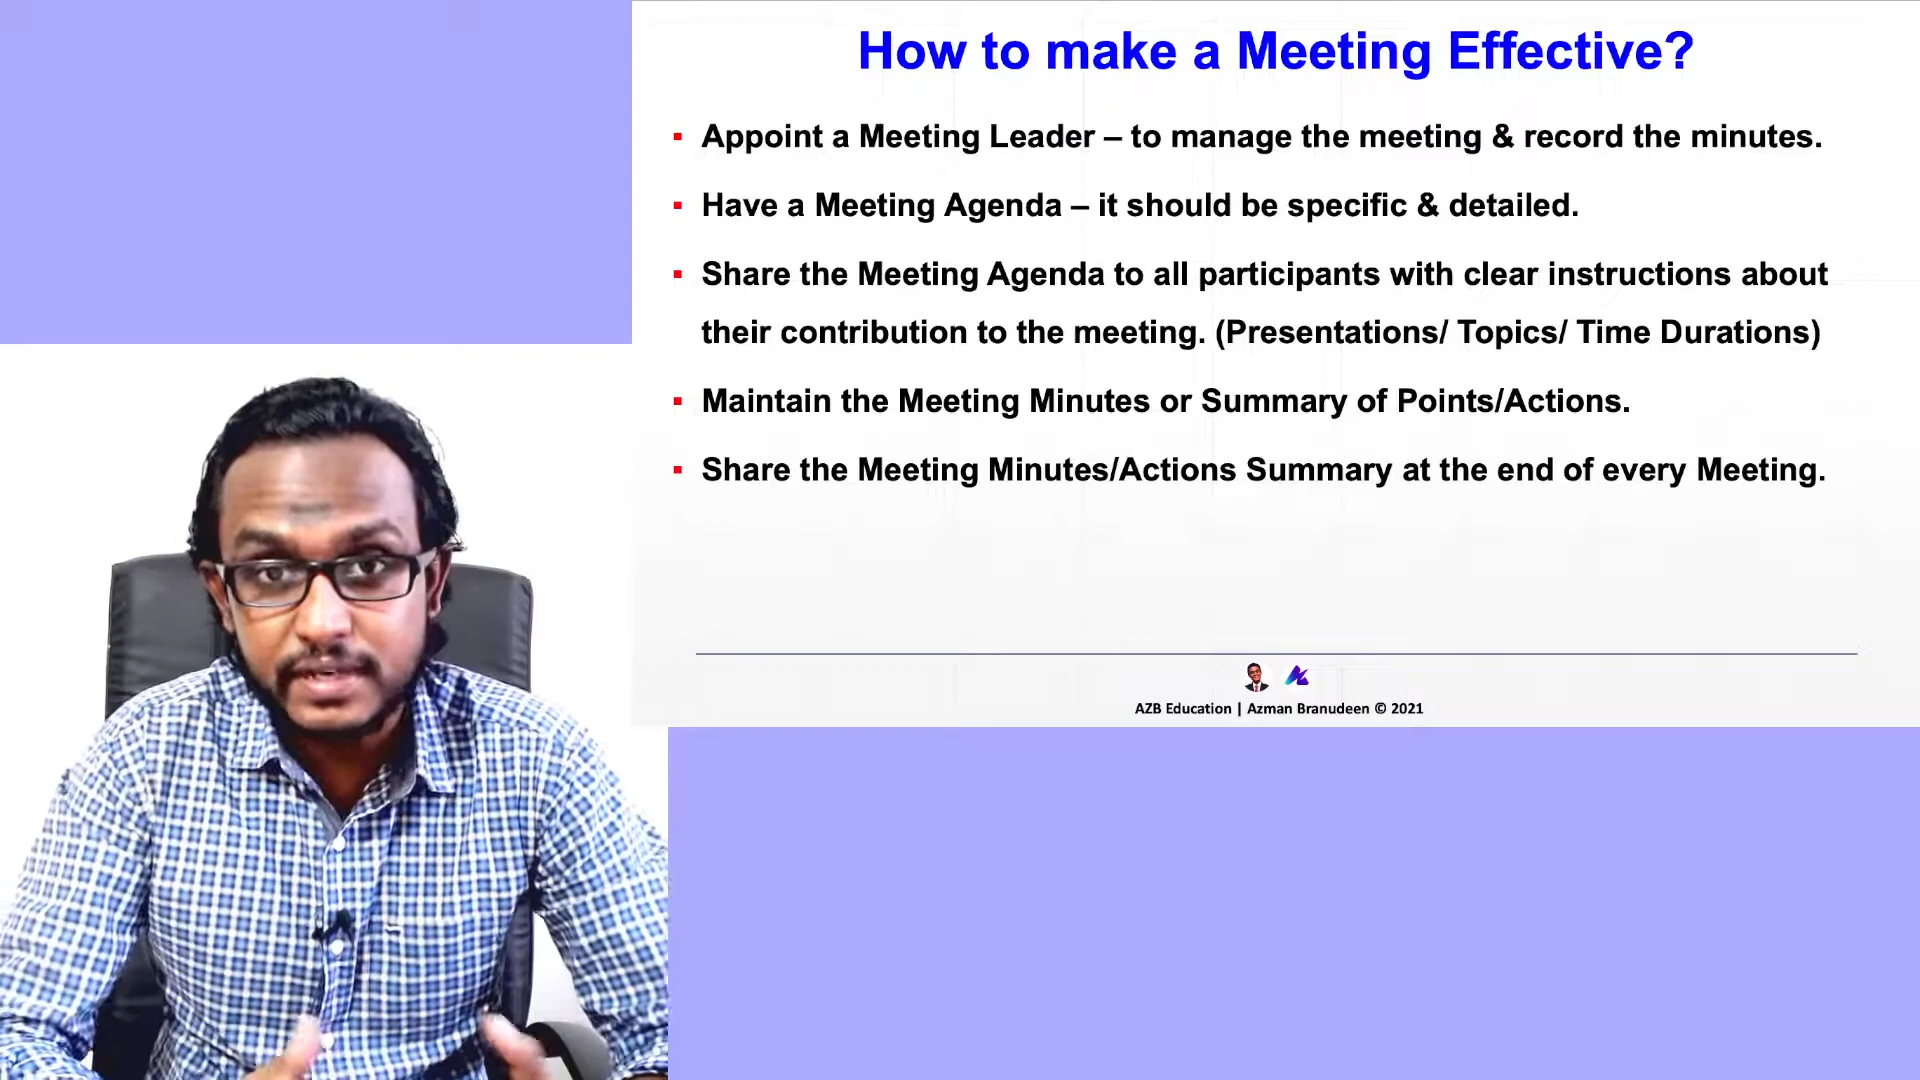 How to make a Meeting Effective?
▪ Appoint a Meeting Leader – to manage the meeting & record the minutes.
▪ Have a Meeting Agenda – it should be specific & detailed.
▪ Share the Meeting Agenda to all participants with clear instructions about
their contribution to the meeting. (Presentations/ Topics/ Time Durations)
▪ Maintain the Meeting Minutes or Summary of Points/Actions.
▪ Share the Meeting Minutes/Actions Summary at the end of every Meeting.
AZB Education | Azman Branudeen © 2021